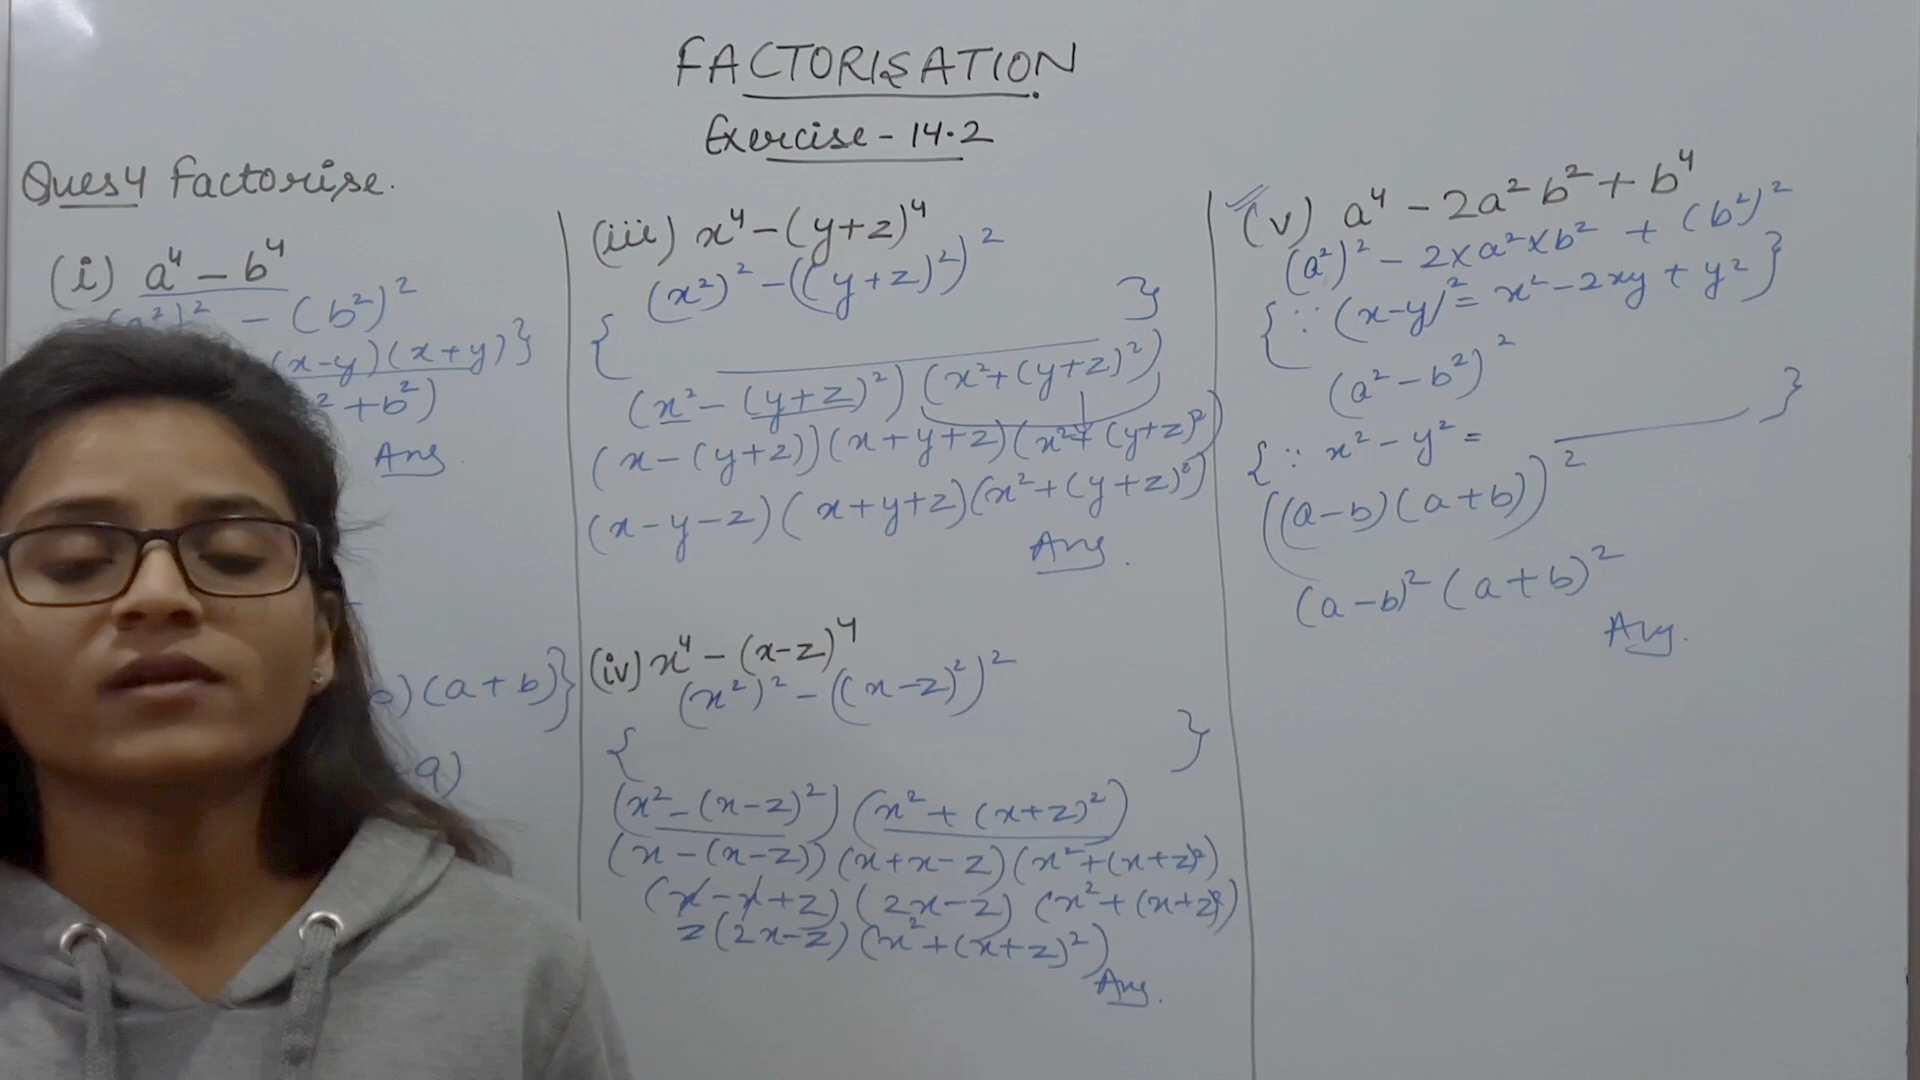 FACTORISATION
Exercise - 14.2
Ques 4 Factorise.
(i) a⁴ - b⁴
(a²)² - (b²)²
(x-y)(x+y)}
² + b²)
Ans
)(a+b)}
(iii) x⁴ - (y+z)⁴
(x²)² - ((y+z)²)²
{ }
(x² - (y+z)²) (x² + (y+z)²)
(x - (y+z)) (x+y+z) (x² + (y+z)²)
(x-y-z) (x+y+z) (x² + (y+z)²)
Ans.
(iv) x⁴ - (x-z)⁴
(x²)² - ((x-z)²)²
{ }
(x² - (x-z)²) (x² + (x+z)²)
(x - (x-z)) (x+x-z) (x² + (x+z)²)
(x - x + z) (2x-z) (x² + (x+z)²)
z (2x-z) (x² + (x+z)²)
Ans.
(v) a⁴ - 2a²b² + b⁴
(a²)² - 2×a²×b² + (b²)²
{∵ (x-y)² = x² - 2xy + y²}
(a² - b²)²
{∵ x² - y² = }
((a-b)(a+b))²
(a-b)² (a+b)²
Ans.